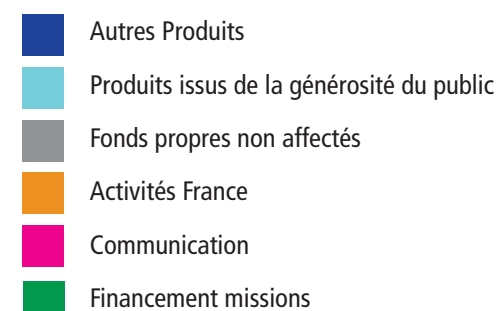 Autres Produits
Produits issus de la générosité du public
Fonds propres non affectés
Activités France
Communication
Financement missions